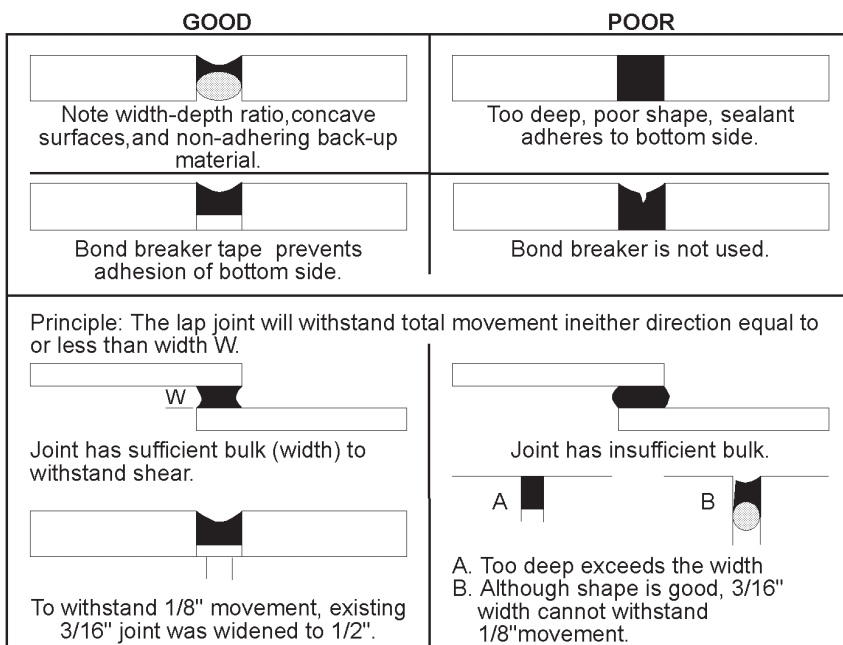 GOOD
POOR
Note width-depth ratio,concave
surfaces,and non-adhering back-up
material.
Too deep, poor shape, sealant
adheres to bottom side.
Bond breaker tape prevents
adhesion of bottom side.
Bond breaker is not used.
Principle: The lap joint will withstand total movement ineither direction equal to
or less than width W.
W
Joint has sufficient bulk (width) to
withstand shear.
Joint has insufficient bulk.
A
B
To withstand 1/8" movement, existing
3/16" joint was widened to 1/2".
A. Too deep exceeds the width
B. Although shape is good, 3/16"
width cannot withstand
1/8"movement.